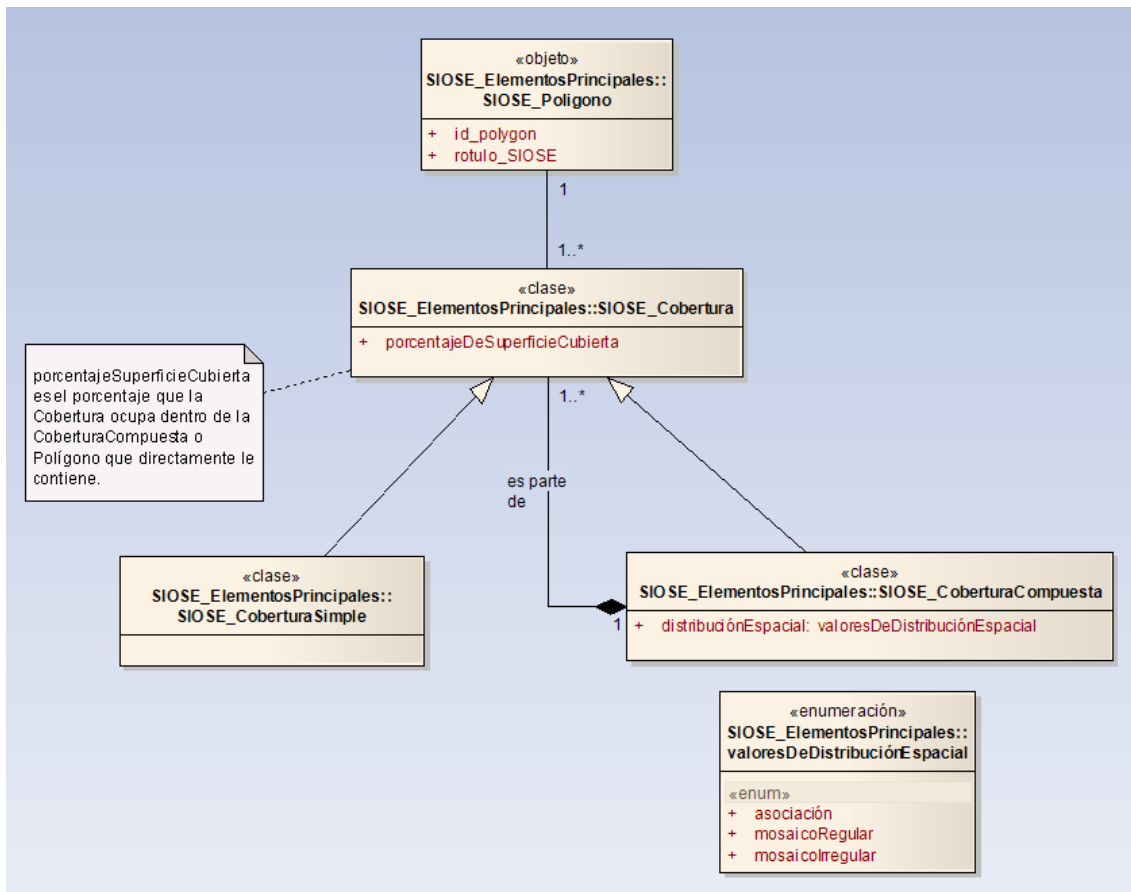 «objeto»
SIOSE_ElementosPrincipales::
SIOSE_Poligono
+ id_polygon
+ rotulo_SIOSE
1
1..*
«clase»
SIOSE_ElementosPrincipales::SIOSE_Cobertura
+ porcentajeDeSuperficieCubierta
porcentajeSuperficieCubierta
es el porcentaje que la
Cobertura ocupa dentro de la
CoberturaCompuesta o
Polígono que directamente le
contiene.
1..*
es parte
de
«clase»
SIOSE_ElementosPrincipales::
SIOSE_CoberturaSimple
«clase»
SIOSE_ElementosPrincipales::SIOSE_CoberturaCompuesta
1
+ distribuciónEspacial: valoresDeDistribuciónEspacial
«enumeración»
SIOSE_ElementosPrincipales::
valoresDeDistribuciónEspacial
«enum»
+ asociación
+ mosaicoRegular
+ mosaicoIrregular